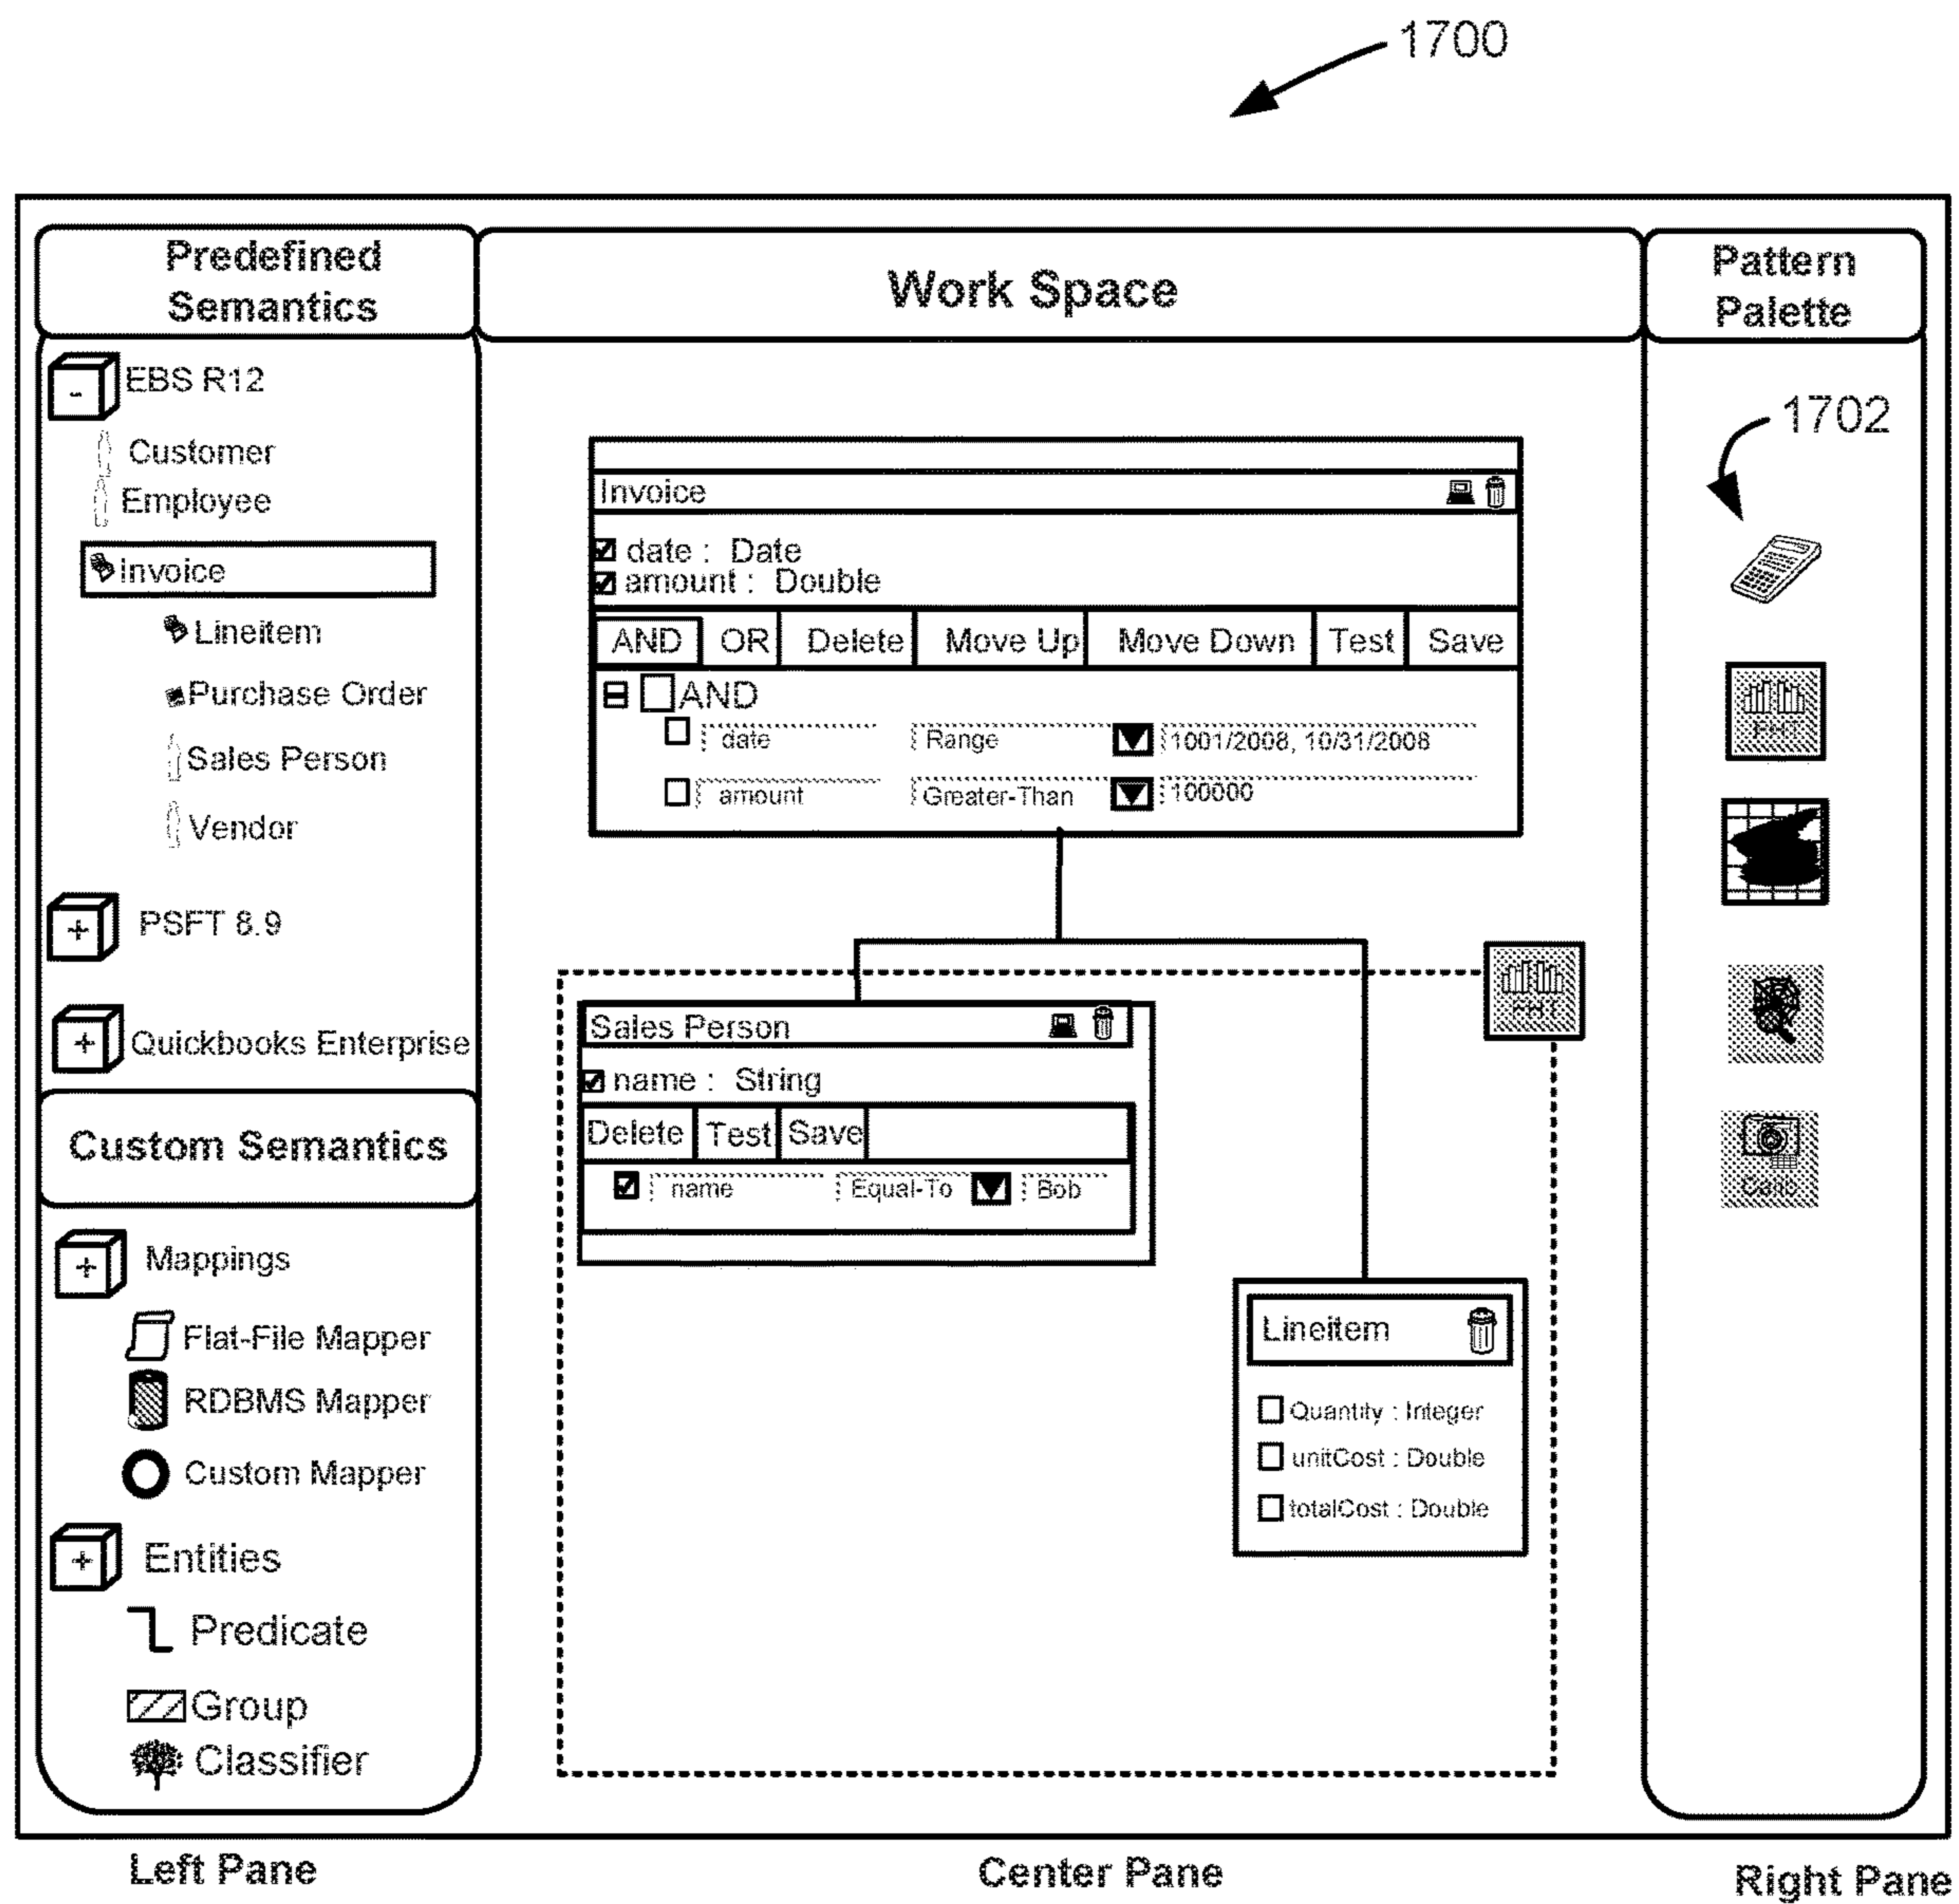 1700
Predefined
Semantics
EBS R12
Customer
Employee
Invoice
Lineitem
Purchase Order
Sales Person
Vendor
PSFT 8.9
Quickbooks Enterprise
Custom Semantics
Mappings
Flat-File Mapper
RDBMS Mapper
Custom Mapper
Entities
Predicate
Group
Classifier
Left Pane
Work Space
Invoice
date : Date
amount : Double
AND OR Delete Move Up Move Down Test Save
AND
date Range 1001/2008, 10/31/2008
amount Greater-Than 100000
Sales Person
name : String
Delete Test Save
name Equal-To Bob
Lineitem
Quantity : Integer
unitCost : Double
totalCost : Double
Center Pane
Pattern
Palette
1702
Right Pane